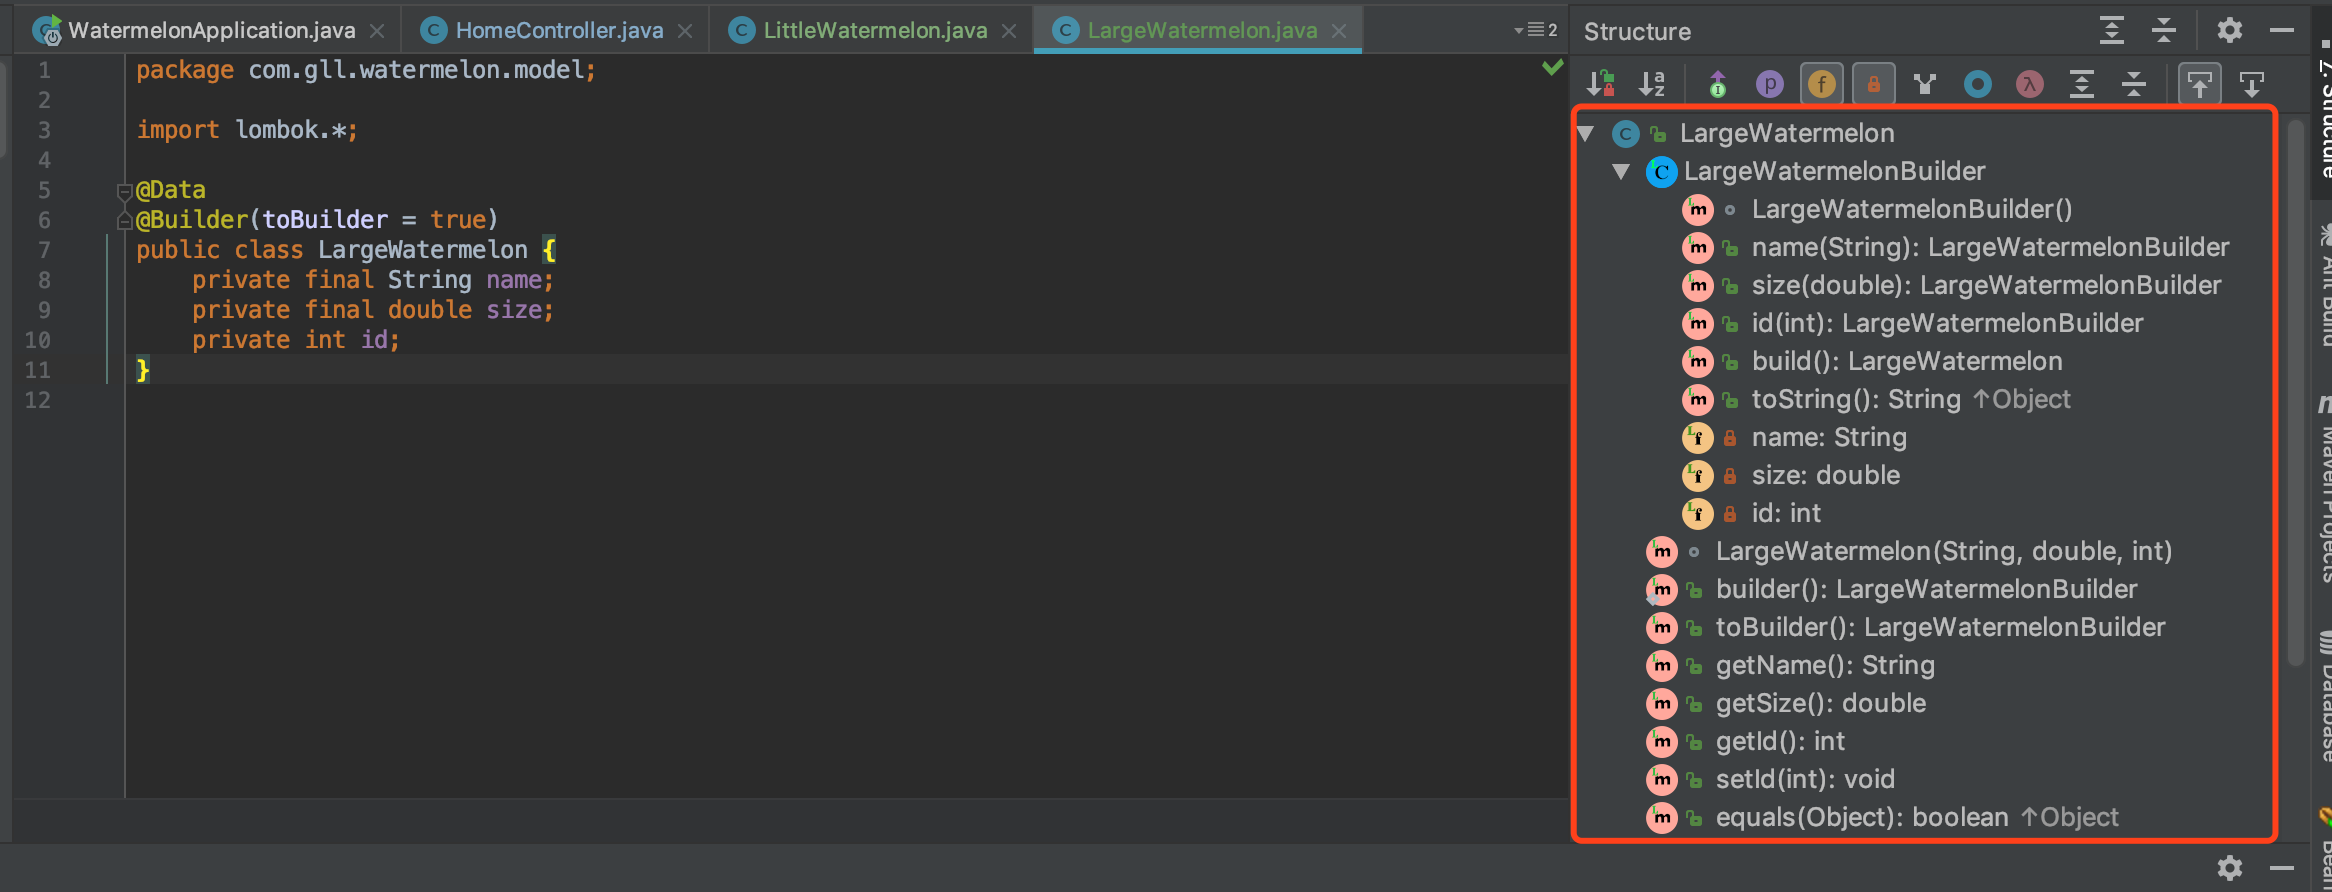 WatermelonApplication.java
HomeController.java
LittleWatermelon.java
LargeWatermelon.java
2
Structure
1 package com.gll.watermelon.model;
2
3 import lombok.*;
4
5 @Data
6 @Builder(toBuilder = true)
7 public class LargeWatermelon {
8 private final String name;
9 private final double size;
10 private int id;
11 }
12
LargeWatermelon
LargeWatermelonBuilder
LargeWatermelonBuilder()
name(String): LargeWatermelonBuilder
size(double): LargeWatermelonBuilder
id(int): LargeWatermelonBuilder
build(): LargeWatermelon
toString(): String ↑Object
name: String
size: double
id: int
LargeWatermelon(String, double, int)
builder(): LargeWatermelonBuilder
toBuilder(): LargeWatermelonBuilder
getName(): String
getSize(): double
getId(): int
setId(int): void
equals(Object): boolean ↑Object
7: Structure
Ant Build
Maven Projects
Database
Bean